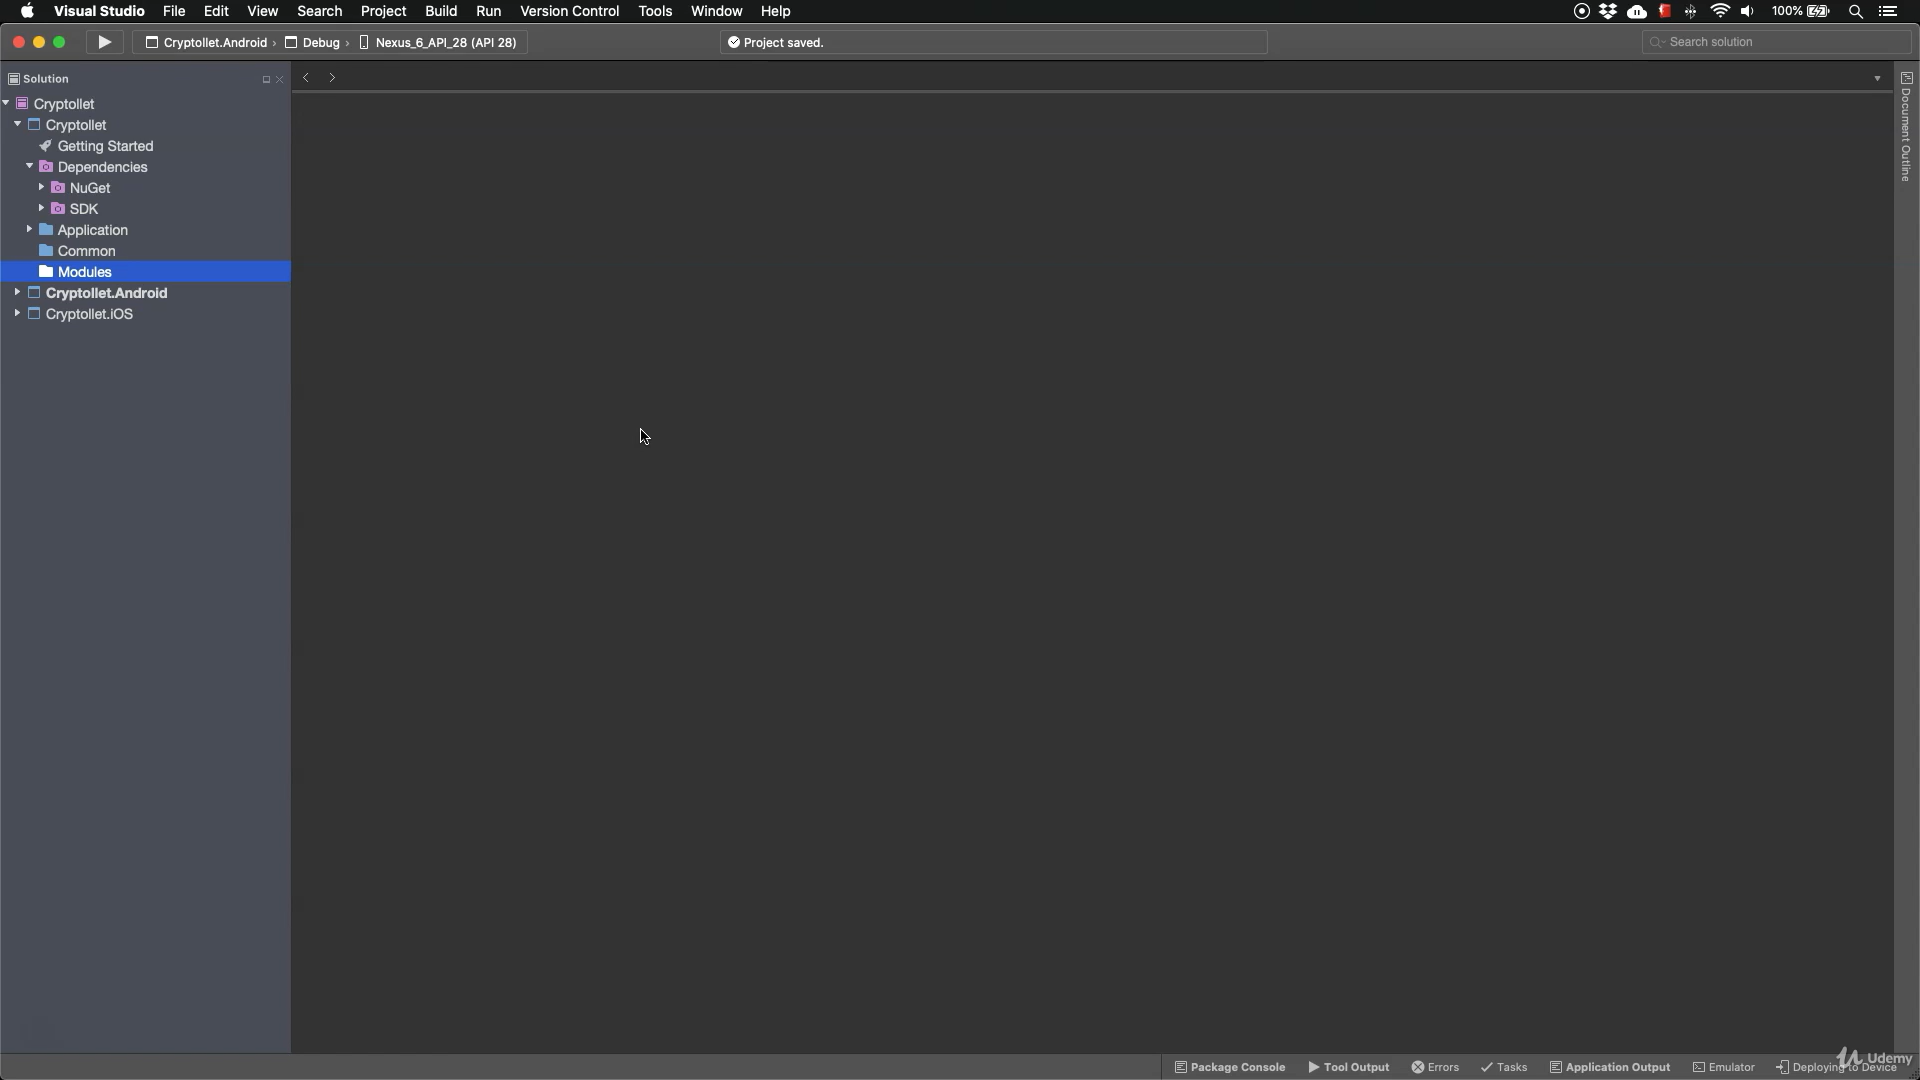 Visual Studio File Edit View Search Project Build Run Version Control Tools Window Help 100%
Cryptollet.Android › Debug › Nexus_6_API_28 (API 28)
Project saved.
Search solution
Solution
Cryptollet
Cryptollet
Getting Started
Dependencies
NuGet
SDK
Application
Common
Modules
Cryptollet.Android
Cryptollet.iOS
Document Outline
Package Console Tool Output Errors Tasks Application Output Emulator Deploying to Device
Udemy